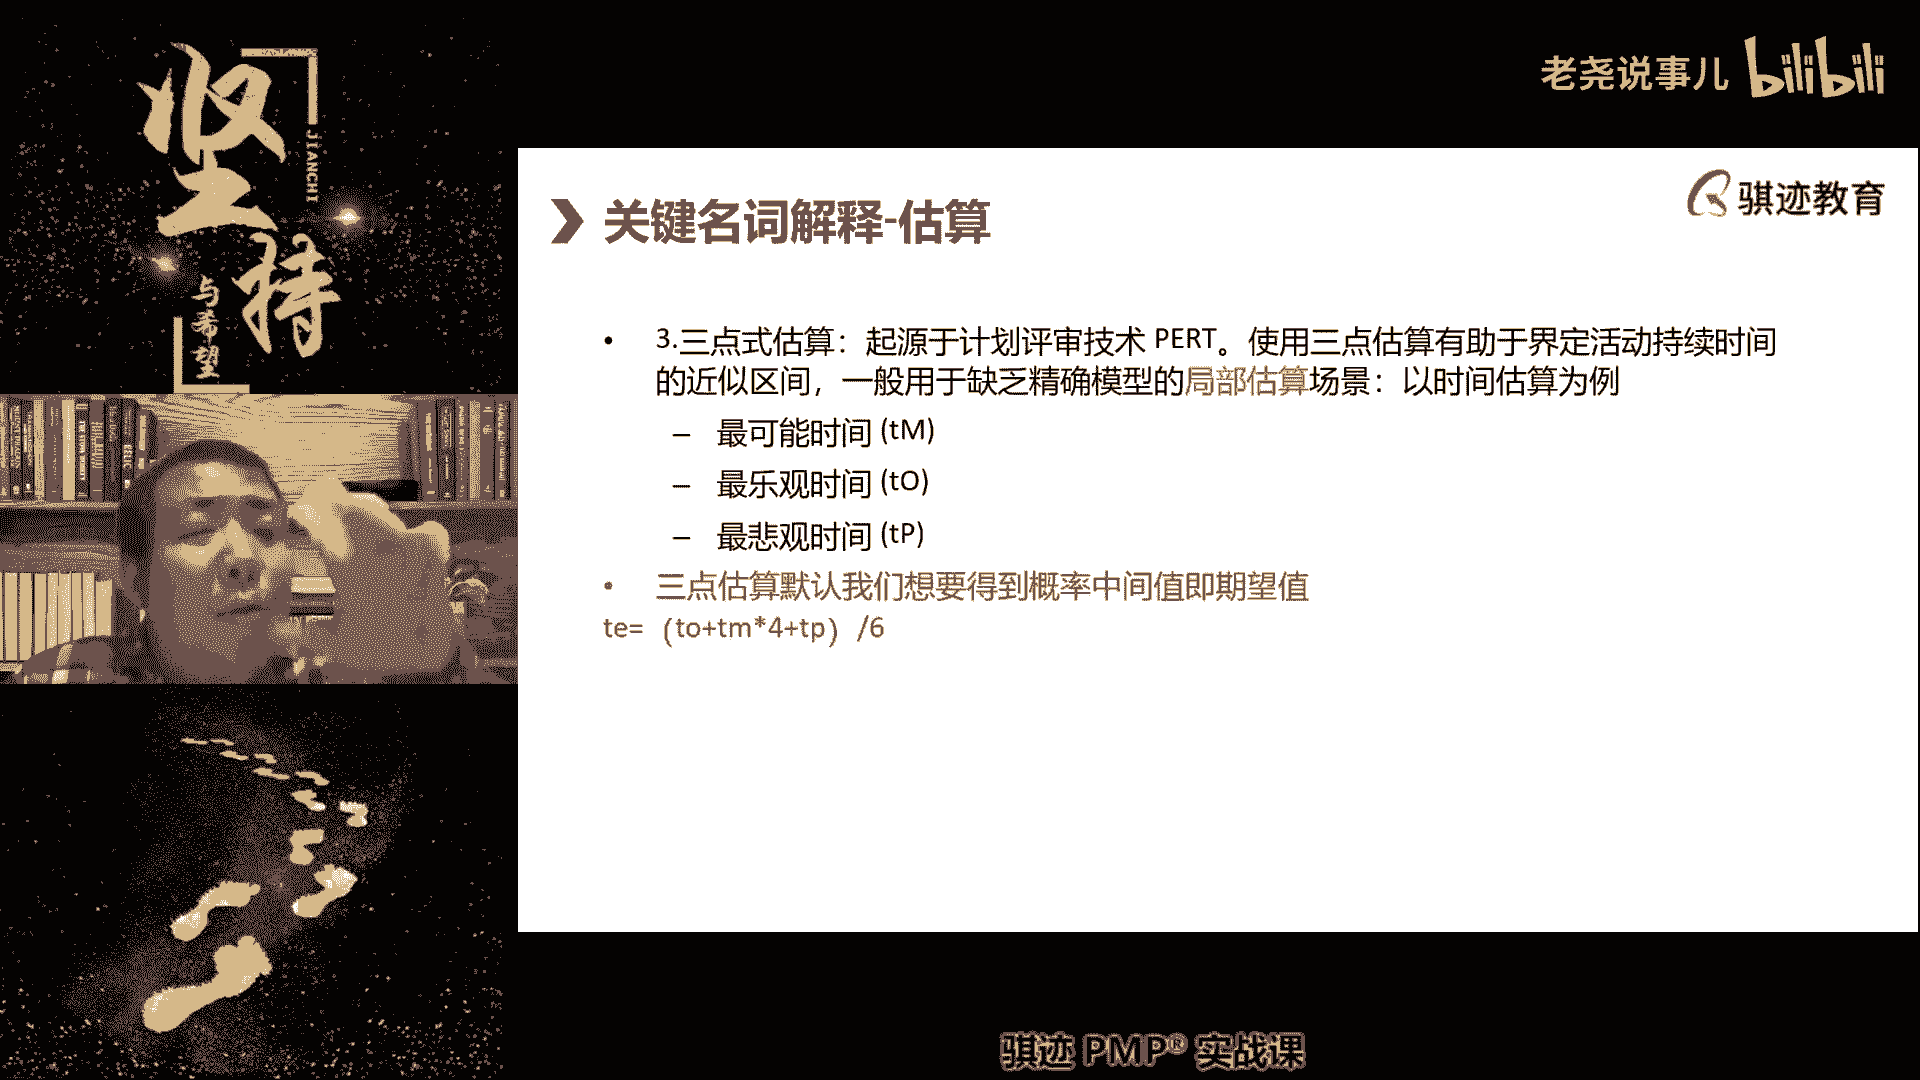 坚持
JIANCHI
与希望
老尧说事儿 bilibili
骐迹教育
关键名词解释-估算
• 3.三点式估算：起源于计划评审技术 PERT。使用三点估算有助于界定活动持续时间
的近似区间，一般用于缺乏精确模型的局部估算场景：以时间估算为例
– 最可能时间 (tM)
– 最乐观时间 (tO)
– 最悲观时间 (tP)
• 三点估算默认我们想要得到概率中间值即期望值
te=（to+tm*4+tp）/6
骐迹 PMP® 实战课